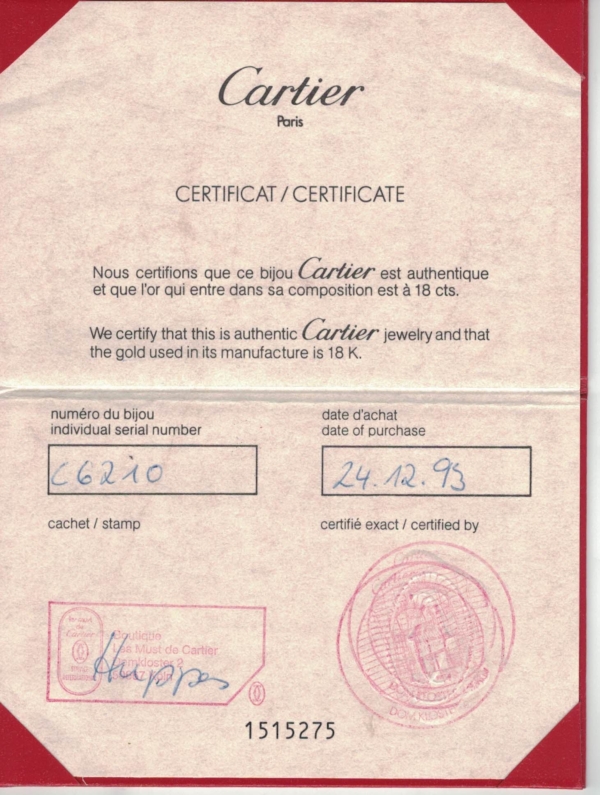 Cartier
Paris
CERTIFICAT / CERTIFICATE
Nous certifions que ce bijou Cartier est authentique
et que l'or qui entre dans sa composition est à 18 cts.
We certify that this is authentic Cartier jewelry and that
the gold used in its manufacture is 18 K.
numéro du bijou
individual serial number
date d'achat
date of purchase
C6210
24.12.93
cachet / stamp
certifié exact / certified by
Boutique
Les Must de Cartier
1515275